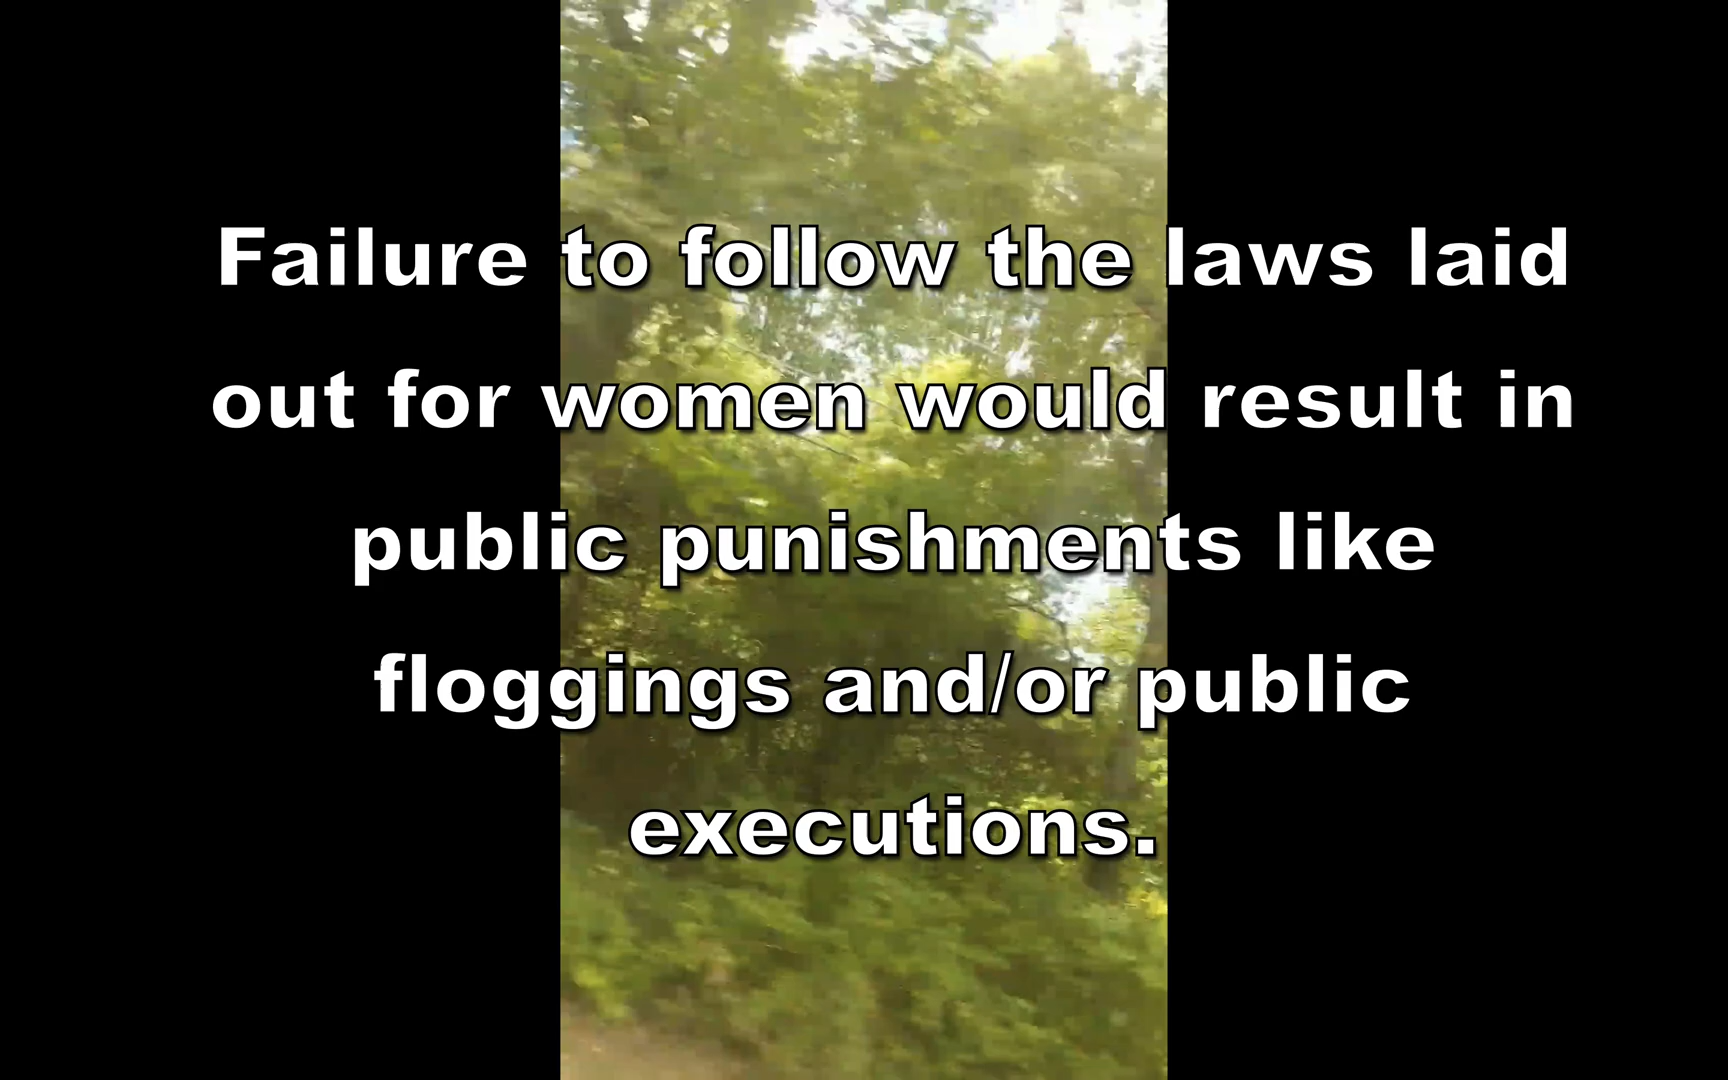 Failure to follow the laws laid
out for women would result in
public punishments like
floggings and/or public
executions.